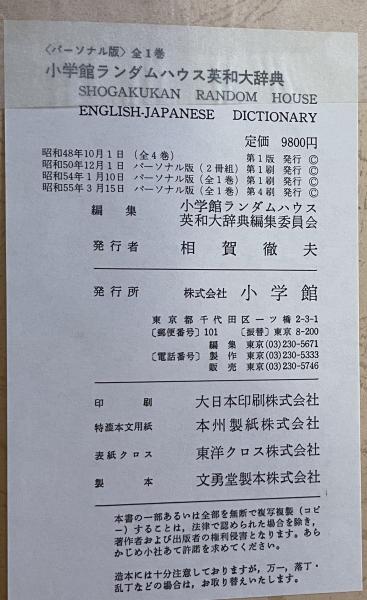 〈パーソナル版〉全1巻
小学館ランダムハウス英和大辞典
SHOGAKUKAN RANDOM HOUSE
ENGLISH-JAPANESE DICTIONARY
定価 9800円
昭和48年10月1日 (全4巻) 第1版 発行 ©
昭和50年12月1日 パーソナル版 (2冊組) 第1刷 発行 ©
昭和54年1月10日 パーソナル版 (全1巻) 第1刷 発行 ©
昭和55年3月15日 パーソナル版 (全1巻) 第4刷 発行 ©
編集 小学館ランダムハウス
英和大辞典編集委員会
発行者 相賀徹夫
発行所 株式会社 小学館
東京都千代田区一ツ橋2-3-1
〔郵便番号〕101 〔振替〕東京8-200
編集 東京(03)230-5671
〔電話番号〕製作 東京(03)230-5333
販売 東京(03)230-5746
印刷 大日本印刷株式会社
特漉本文用紙 本州製紙株式会社
表紙クロス 東洋クロス株式会社
製本 文勇堂製本株式会社
本書の一部あるいは全部を無断で複写複製(コピ
ー)することは，法律で認められた場合を除き，
著作者および出版者の権利侵害となります。あら
かじめ小社あて許諾を求めてください。
造本には十分注意しておりますが，万一，落丁・
乱丁などの場合は，お取り替えいたします。